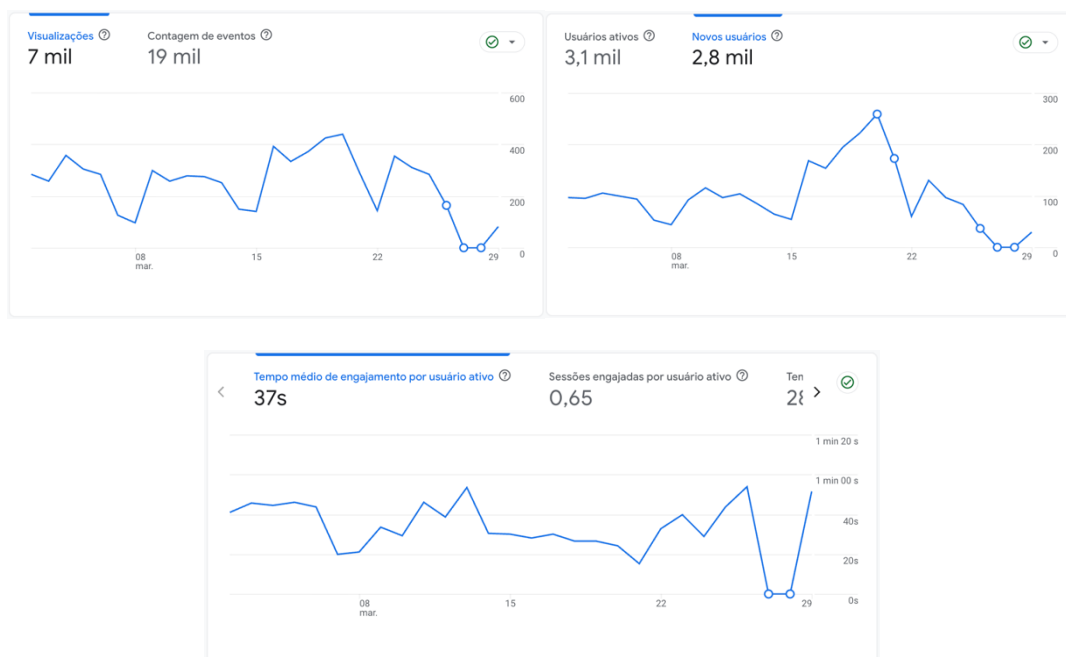 Visualizações
Contagem de eventos
7 mil
19 mil
600
400
200
0
08
mar.
15
22
29
Usuários ativos
Novos usuários
3,1 mil
2,8 mil
300
200
100
0
08
mar.
15
22
29
Tempo médio de engajamento por usuário ativo
Sessões engajadas por usuário ativo
37s
0,65
1 min 20 s
1 min 00 s
40s
20s
0s
08
mar.
15
22
29